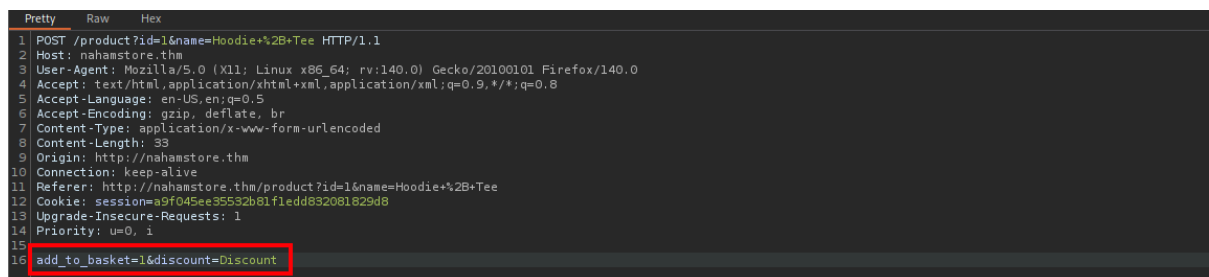 Pretty Raw Hex
1 POST /product?id=1&name=Hoodie+%2B+Tee HTTP/1.1
2 Host: nahamstore.thm
3 User-Agent: Mozilla/5.0 (X11; Linux x86_64; rv:140.0) Gecko/20100101 Firefox/140.0
4 Accept: text/html,application/xhtml+xml,application/xml;q=0.9,*/*;q=0.8
5 Accept-Language: en-US,en;q=0.5
6 Accept-Encoding: gzip, deflate, br
7 Content-Type: application/x-www-form-urlencoded
8 Content-Length: 33
9 Origin: http://nahamstore.thm
10 Connection: keep-alive
11 Referer: http://nahamstore.thm/product?id=1&name=Hoodie+%2B+Tee
12 Cookie: session=a9f045ee35532b81f1edd832081829d8
13 Upgrade-Insecure-Requests: 1
14 Priority: u=0, i
15
16 add_to_basket=1&discount=Discount